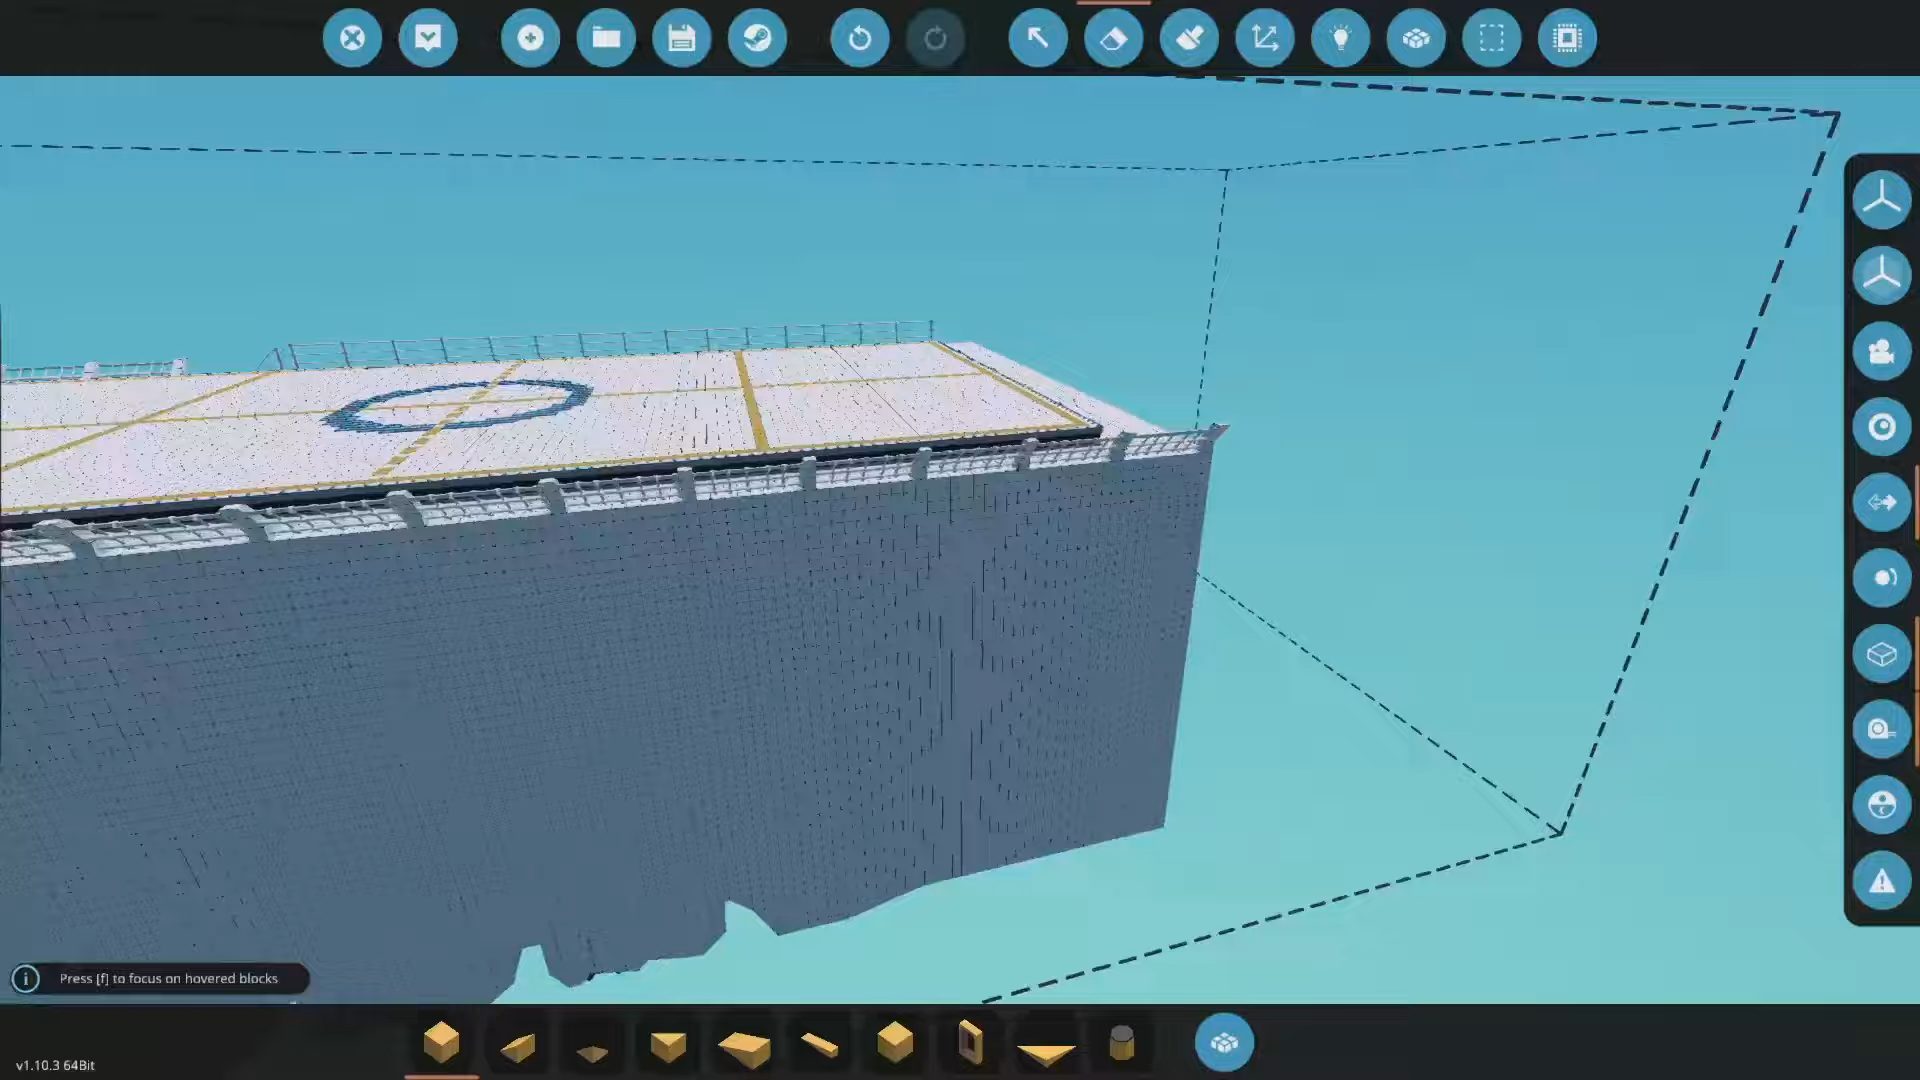 Press [f] to focus on hovered blocks
v1.10.3 64Bit